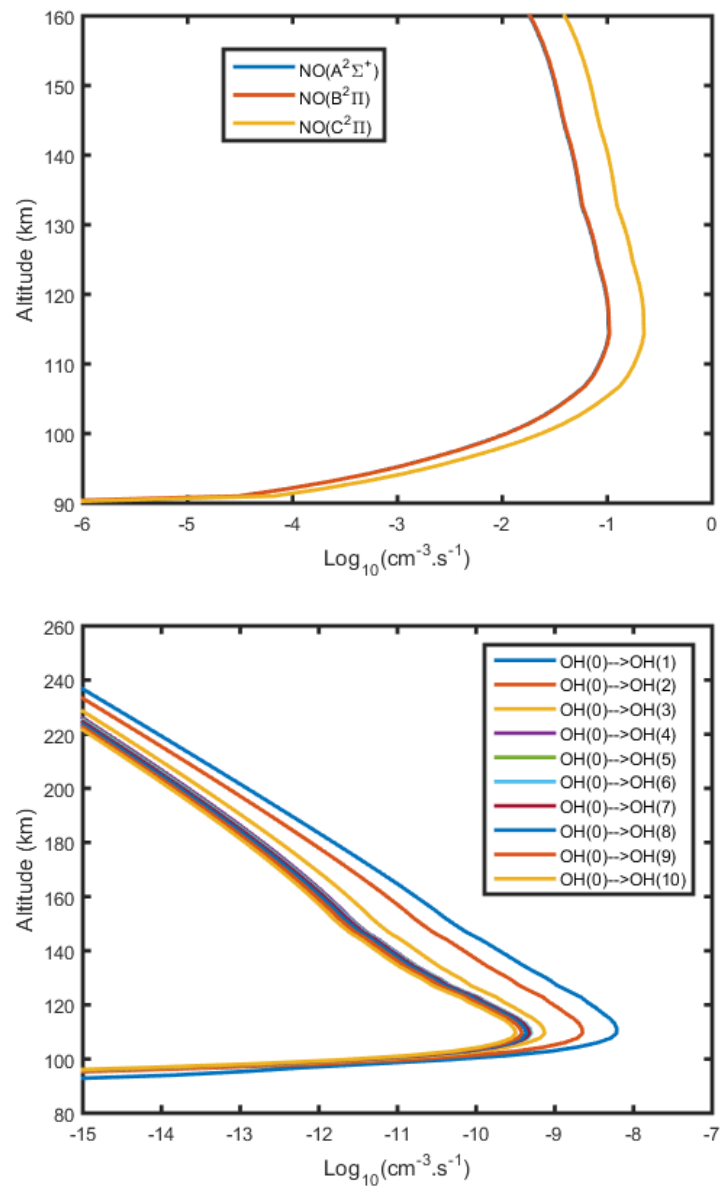 160
150
140
130
120
110
100
90
Altitude (km)
NO(A²Σ⁺)
NO(B²Π)
NO(C²Π)
-6 -5 -4 -3 -2 -1 0
Log₁₀(cm⁻³.s⁻¹)
260
240
220
200
180
160
140
120
100
80
Altitude (km)
OH(0)-->OH(1)
OH(0)-->OH(2)
OH(0)-->OH(3)
OH(0)-->OH(4)
OH(0)-->OH(5)
OH(0)-->OH(6)
OH(0)-->OH(7)
OH(0)-->OH(8)
OH(0)-->OH(9)
OH(0)-->OH(10)
-15 -14 -13 -12 -11 -10 -9 -8 -7
Log₁₀(cm⁻³.s⁻¹)